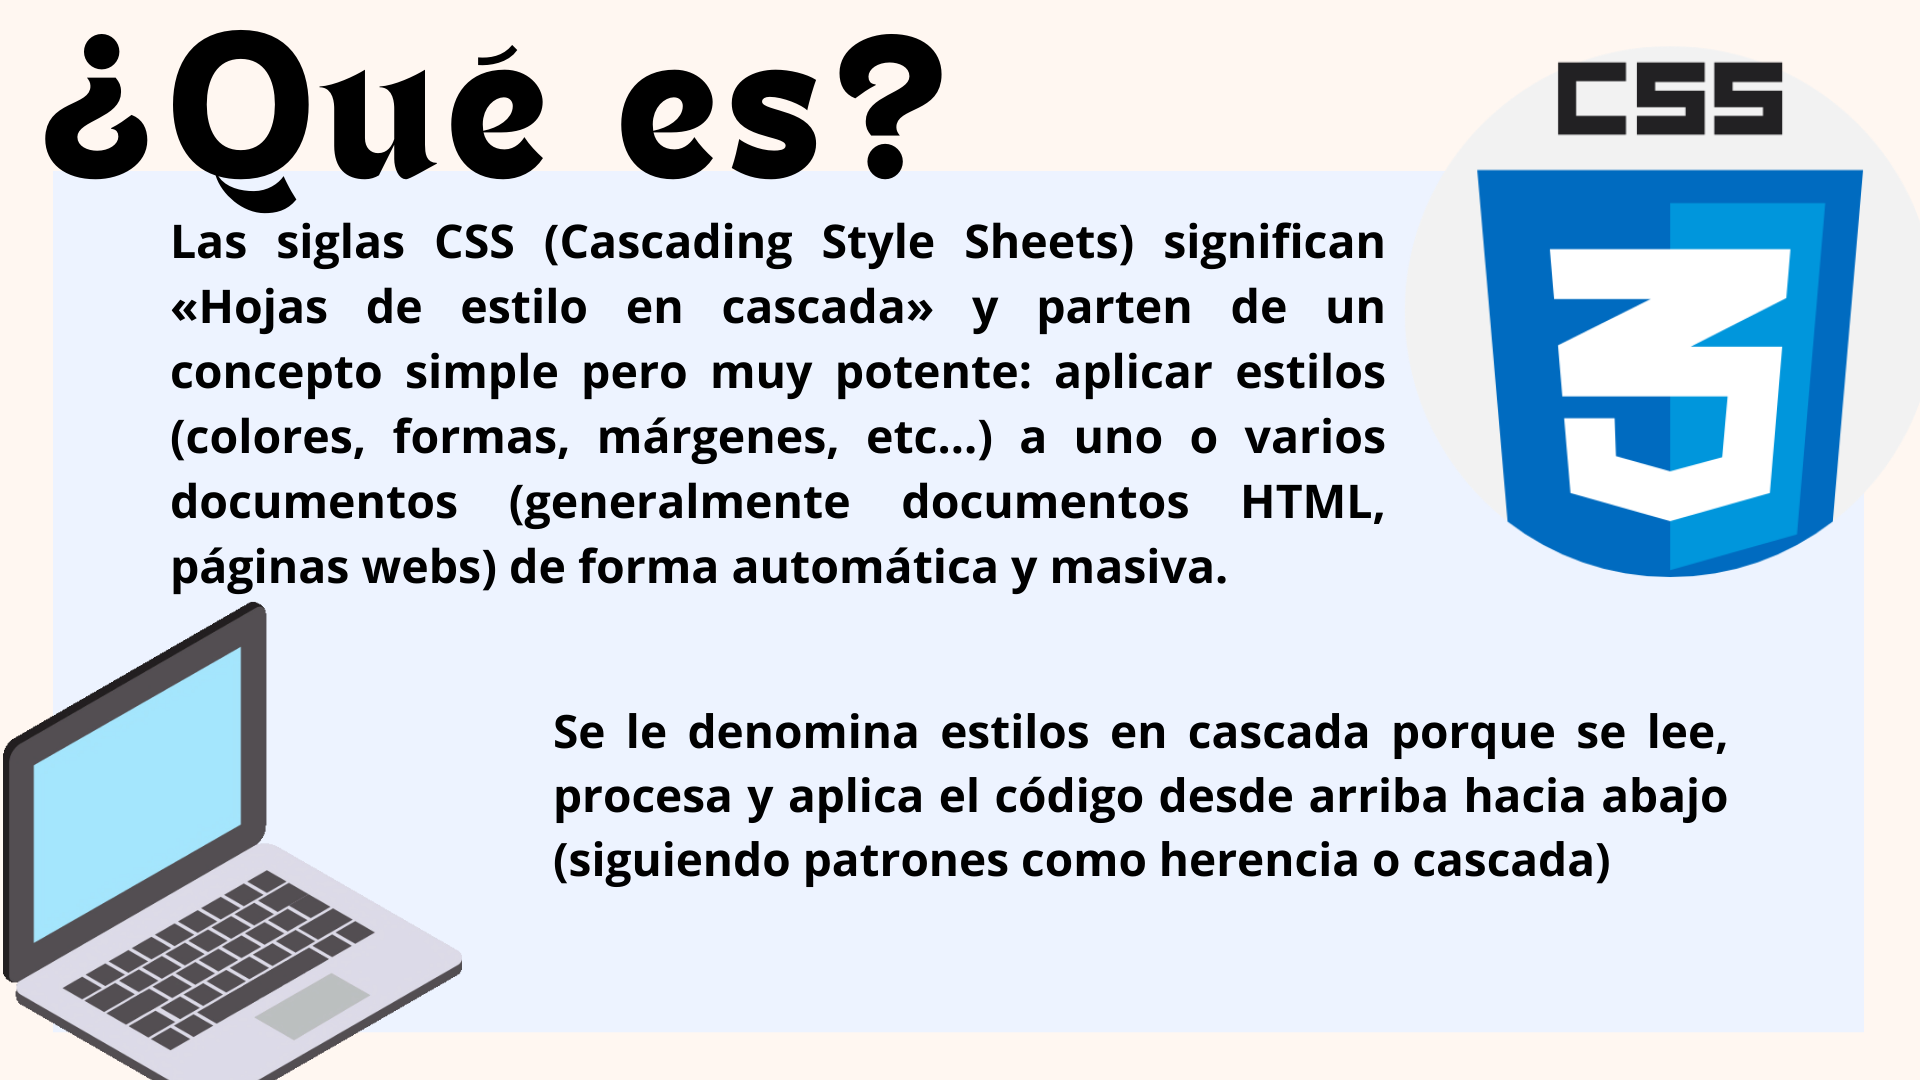 ¿Qué es?
CSS
3
Las siglas CSS (Cascading Style Sheets) significan
«Hojas de estilo en cascada» y parten de un
concepto simple pero muy potente: aplicar estilos
(colores, formas, márgenes, etc...) a uno o varios
documentos (generalmente documentos HTML,
páginas webs) de forma automática y masiva.
Se le denomina estilos en cascada porque se lee,
procesa y aplica el código desde arriba hacia abajo
(siguiendo patrones como herencia o cascada)